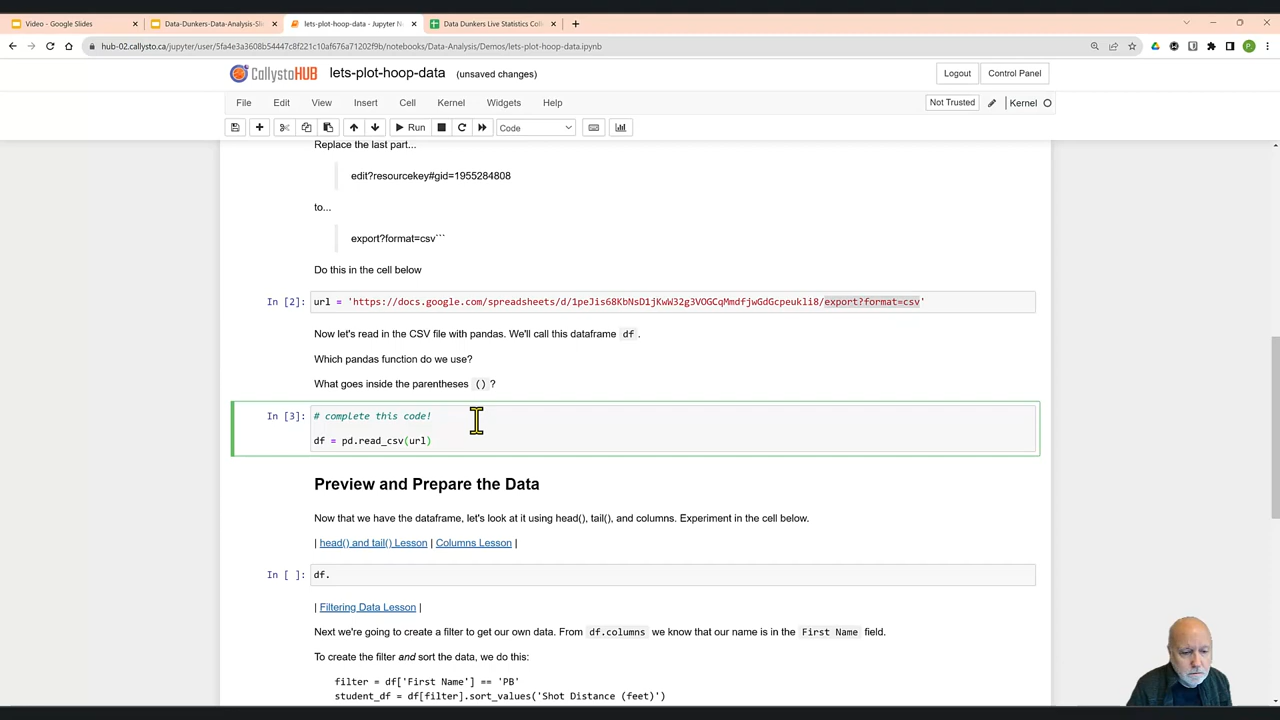 Video - Google Slides
Data-Dunkers-Data-Analysis-Sli
lets-plot-hoop-data - Jupyter N
Data Dunkers Live Statistics Coll
hub-02.callysto.ca/jupyter/user/5fa4e3a3608b54447c8f221c10af676a71202f9b/notebooks/Data-Analysis/Demos/lets-plot-hoop-data.ipynb
CallystoHUB lets-plot-hoop-data (unsaved changes) Logout Control Panel
File Edit View Insert Cell Kernel Widgets Help Not Trusted Kernel
Run Code
Replace the last part...
edit?resourcekey#gid=1955284808
to...
export?format=csv```
Do this in the cell below
In [2]: url = 'https://docs.google.com/spreadsheets/d/1peJis68KbNsD1jKwW32g3VOGCqMmdfjwGdGcpeukli8/export?format=csv'
Now let's read in the CSV file with pandas. We'll call this dataframe df .
Which pandas function do we use?
What goes inside the parentheses () ?
In [3]: # complete this code!
df = pd.read_csv(url)
Preview and Prepare the Data
Now that we have the dataframe, let's look at it using head(), tail(), and columns. Experiment in the cell below.
| head() and tail() Lesson | Columns Lesson |
In [ ]: df.
| Filtering Data Lesson |
Next we're going to create a filter to get our own data. From df.columns we know that our name is in the First Name field.
To create the filter and sort the data, we do this:
filter = df['First Name'] == 'PB'
student_df = df[filter].sort_values('Shot Distance (feet)')